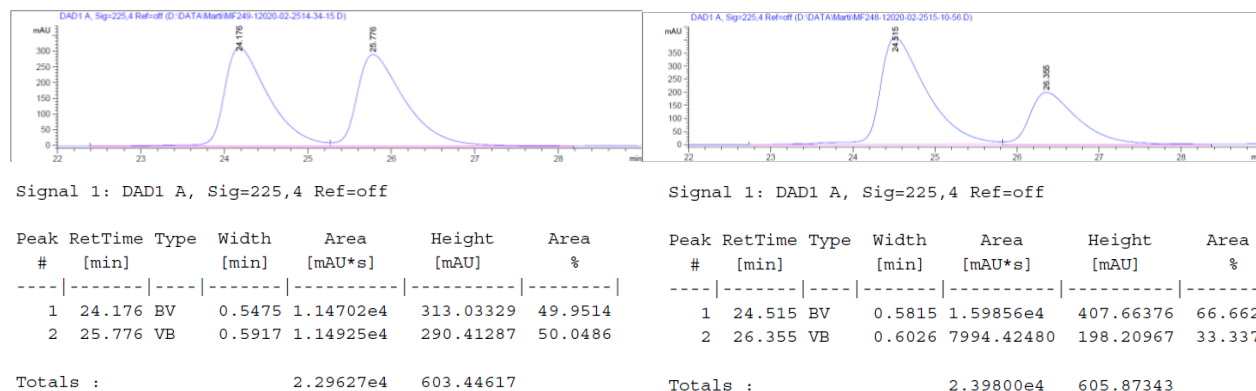 DAD1 A, Sig=225,4 Ref=off (D:\DATA\Marti\MF249-12020-02-2514-34-15.D)
mAU
300
250
200
150
100
50
0
24.176
25.776
22 23 24 25 26 27 28 min
Signal 1: DAD1 A, Sig=225,4 Ref=off
Peak RetTime Type Width Area Height Area
# [min] [min] [mAU*s] [mAU] %
----|-------|----|-------|----------|----------|--------|
1 24.176 BV 0.5475 1.14702e4 313.03329 49.9514
2 25.776 VB 0.5917 1.14925e4 290.41287 50.0486
Totals : 2.29627e4 603.44617
DAD1 A, Sig=225,4 Ref=off (D:\DATA\Marti\MF248-12020-02-2515-10-56.D)
mAU
350
300
250
200
150
100
50
0
24.515
26.355
22 23 24 25 26 27 28
Signal 1: DAD1 A, Sig=225,4 Ref=off
Peak RetTime Type Width Area Height Area
# [min] [min] [mAU*s] [mAU] %
----|-------|----|-------|----------|----------|-------
1 24.515 BV 0.5815 1.59856e4 407.66376 66.662
2 26.355 VB 0.6026 7994.42480 198.20967 33.337
Totals : 2.39800e4 605.87343